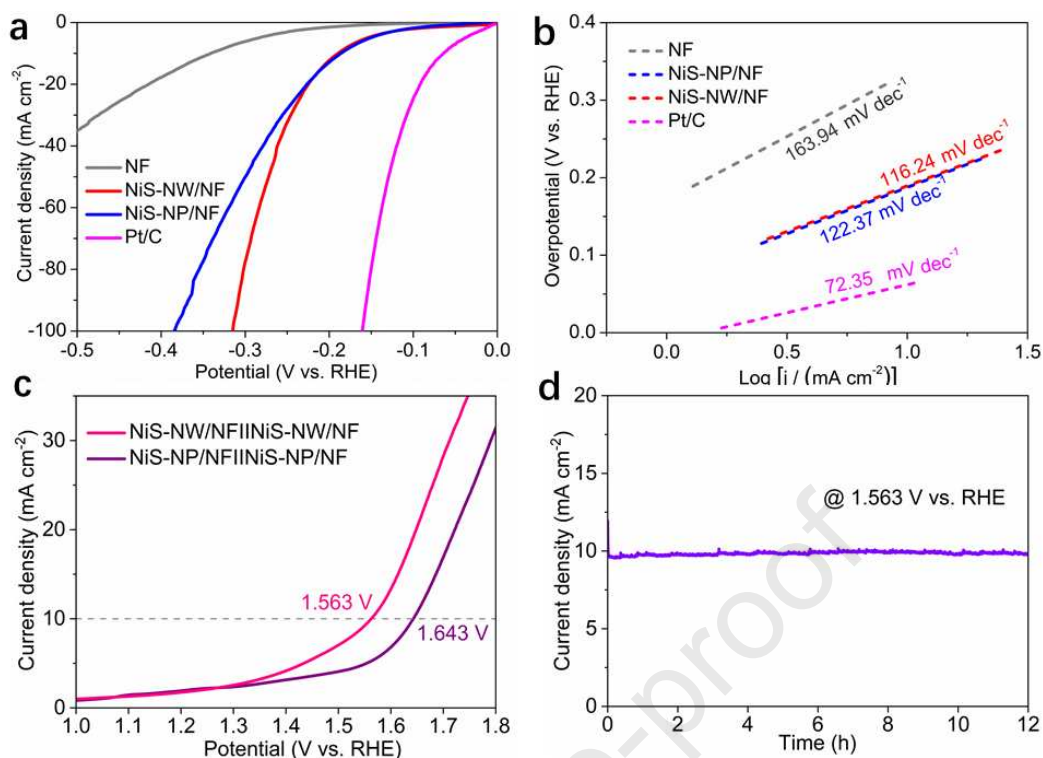 a
0
-20
-40
-60
-80
-100
Current density (mA cm⁻²)
NF
NiS-NW/NF
NiS-NP/NF
Pt/C
-0.5 -0.4 -0.3 -0.2 -0.1 0.0
Potential (V vs. RHE)
b
0.4
0.3
0.2
0.1
0.0
Overpotential (V vs. RHE)
NF
NiS-NP/NF
NiS-NW/NF
Pt/C
163.94 mV dec⁻¹
116.24 mV dec⁻¹
122.37 mV dec⁻¹
72.35 mV dec⁻¹
0.0 0.5 1.0 1.5
Log [j / (mA cm⁻²)]
c
30
20
10
0
Current density (mA cm⁻²)
NiS-NW/NFIINiS-NW/NF
NiS-NP/NFIINiS-NP/NF
1.563 V
1.643 V
1.0 1.1 1.2 1.3 1.4 1.5 1.6 1.7 1.8
Potential (V vs. RHE)
d
20
15
10
5
0
Current density (mA cm⁻²)
@ 1.563 V vs. RHE
0 2 4 6 8 10 12
Time (h)
-proof